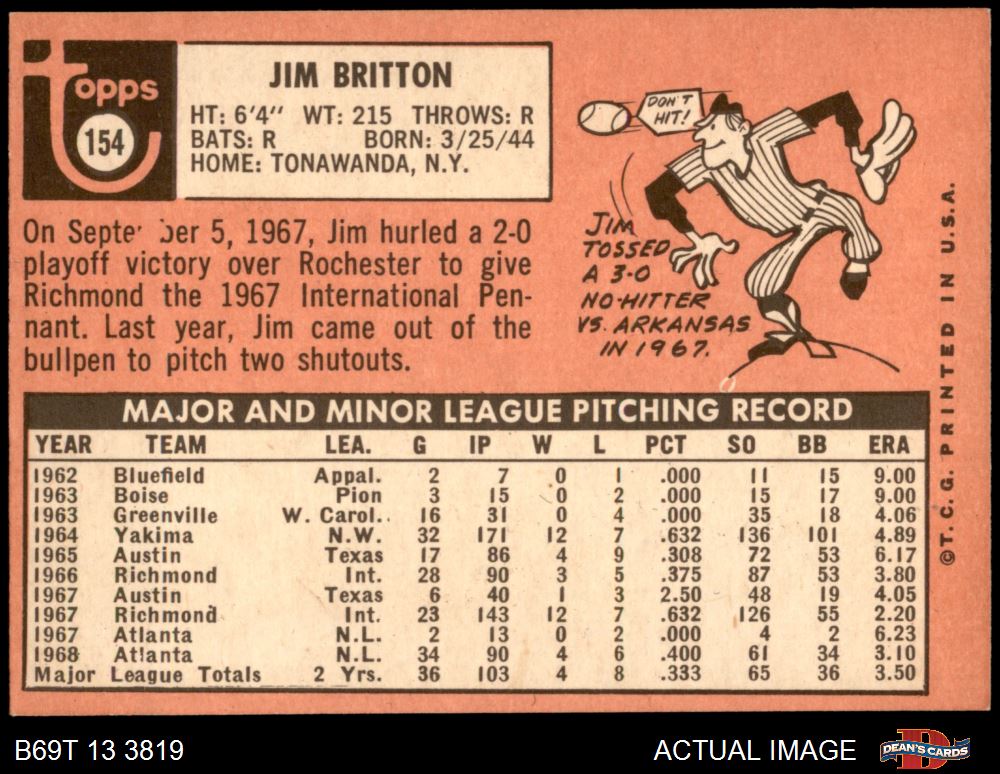 topps
154
JIM BRITTON
HT: 6'4" WT: 215 THROWS: R
BATS: R BORN: 3/25/44
HOME: TONAWANDA, N.Y.
DON'T
HIT!
JIM
TOSSED
A 3-0
NO-HITTER
VS. ARKANSAS
IN 1967.
On Septe ber 5, 1967, Jim hurled a 2-0
playoff victory over Rochester to give
Richmond the 1967 International Pen-
nant. Last year, Jim came out of the
bullpen to pitch two shutouts.
MAJOR AND MINOR LEAGUE PITCHING RECORD
YEAR TEAM LEA. G IP W L PCT SO BB ERA
1962 Bluefield Appal. 2 7 0 1 .000 11 15 9.00
1963 Boise Pion 3 15 0 2 .000 15 17 9.00
1963 Greenville W. Carol. 16 31 0 4 .000 35 18 4.06
1964 Yakima N.W. 32 171 12 7 .632 136 101 4.89
1965 Austin Texas 17 86 4 9 .308 72 53 6.17
1966 Richmond Int. 28 90 3 5 .375 87 53 3.80
1967 Austin Texas 6 40 1 3 2.50 48 19 4.05
1967 Richmond Int. 23 143 12 7 .632 126 55 2.20
1967 Atlanta N.L. 2 13 0 2 .000 4 2 6.23
1968 Atlanta N.L. 34 90 4 6 .400 61 34 3.10
Major League Totals 2 Yrs. 36 103 4 8 .333 65 36 3.50
©T.C.G. PRINTED IN U.S.A.
B69T 13 3819
ACTUAL IMAGE
DEAN'S CARDS